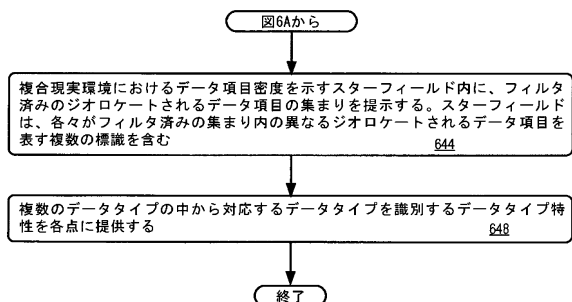 図6Aから
複合現実環境におけるデータ項目密度を示すスターフィールド内に、フィルタ
済みのジオロケートされるデータ項目の集まりを提示する。スターフィールド
は、各々がフィルタ済みの集まり内の異なるジオロケートされるデータ項目を
表す複数の標識を含む 644
複数のデータタイプの中から対応するデータタイプを識別するデータタイプ特
性を各点に提供する 648
終了